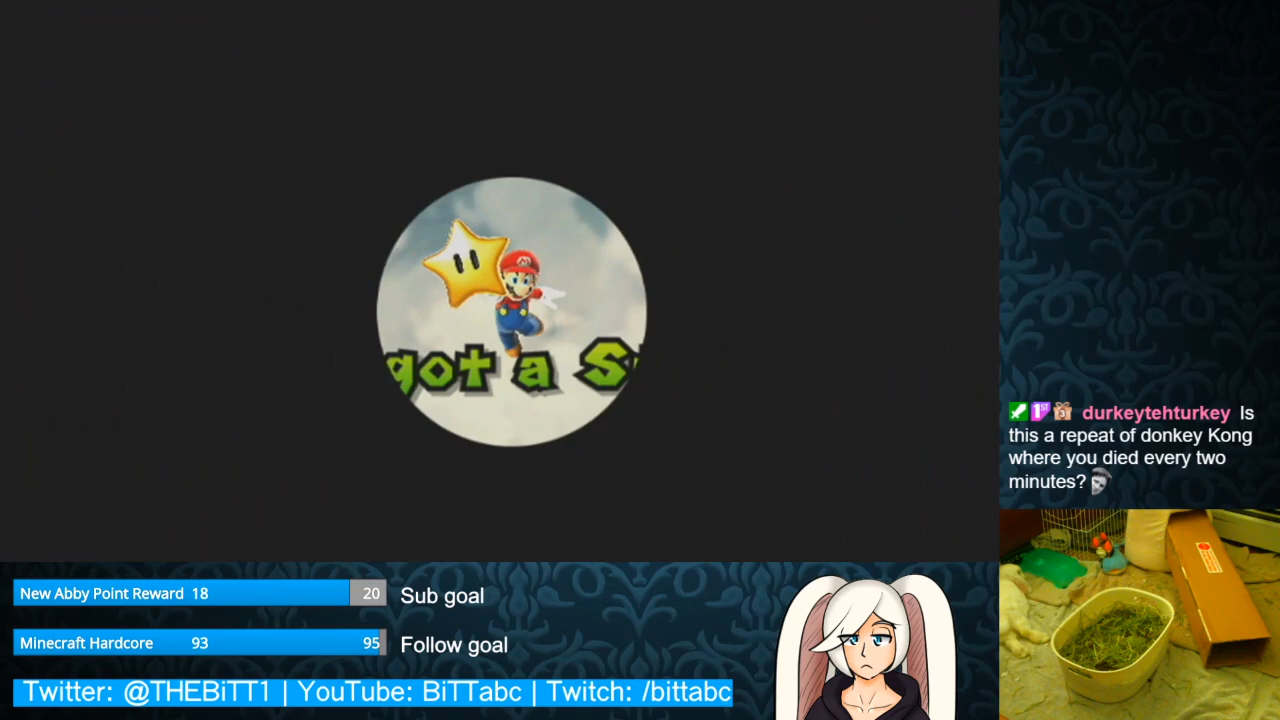 got a S
durkeytehturkey Is
this a repeat of donkey Kong
where you died every two
minutes?
New Abby Point Reward 18 20 Sub goal
Minecraft Hardcore 93 95 Follow goal
Twitter: @THEBiTT1 | YouTube: BiTTabc | Twitch: /bittabc